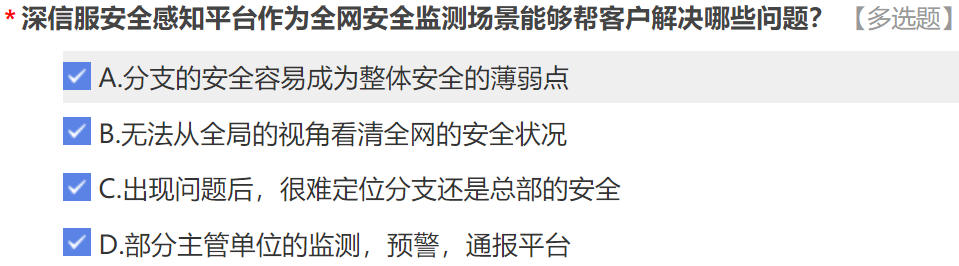 * 深信服安全感知平台作为全网安全监测场景能够帮客户解决哪些问题? 【多选题】
A.分支的安全容易成为整体安全的薄弱点
B.无法从全局的视角看清全网的安全状况
C.出现问题后，很难定位分支还是总部的安全
D.部分主管单位的监测，预警，通报平台